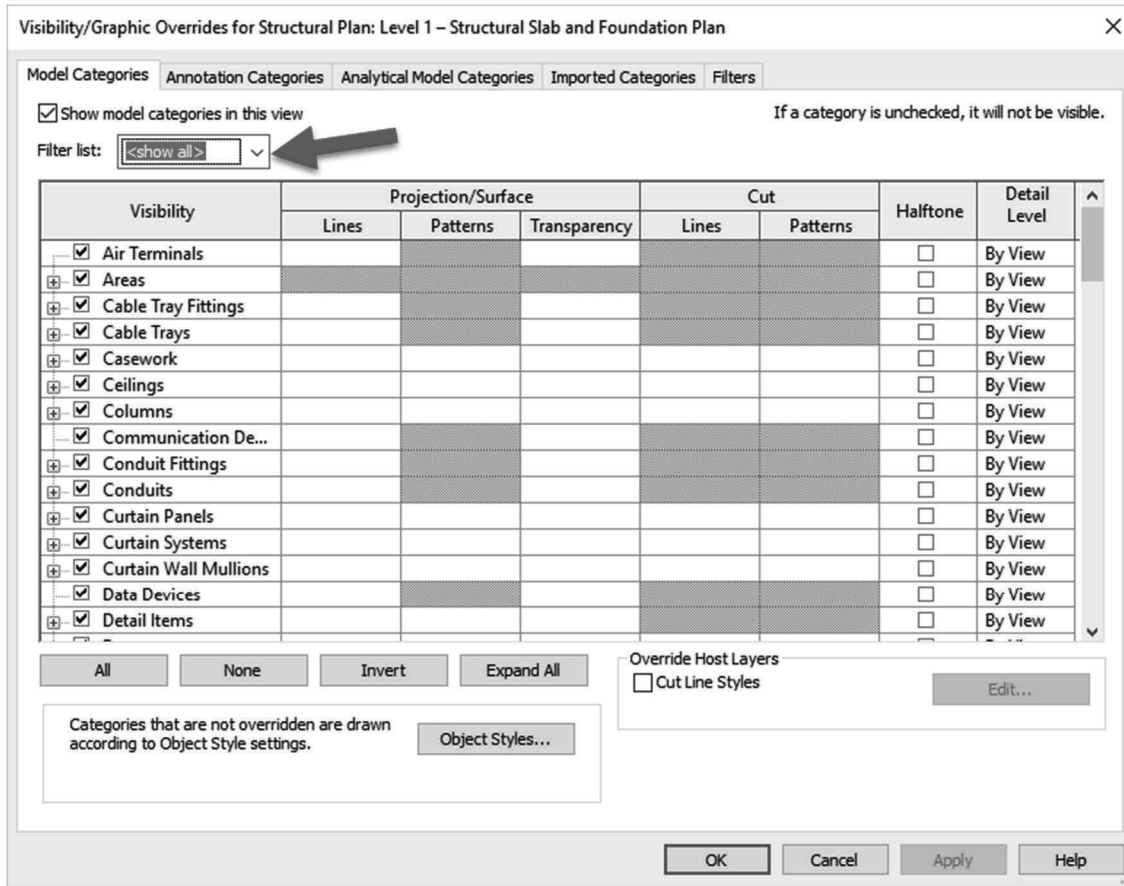 Visibility/Graphic Overrides for Structural Plan: Level 1 – Structural Slab and Foundation Plan
Model Categories Annotation Categories Analytical Model Categories Imported Categories Filters
Show model categories in this view If a category is unchecked, it will not be visible.
Filter list: <show all>
Visibility Projection/Surface Cut Halftone Detail Level
Lines Patterns Transparency Lines Patterns
Air Terminals By View
Areas By View
Cable Tray Fittings By View
Cable Trays By View
Casework By View
Ceilings By View
Columns By View
Communication De... By View
Conduit Fittings By View
Conduits By View
Curtain Panels By View
Curtain Systems By View
Curtain Wall Mullions By View
Data Devices By View
Detail Items By View
All None Invert Expand All Override Host Layers
Cut Line Styles Edit...
Categories that are not overridden are drawn
according to Object Style settings. Object Styles...
OK Cancel Apply Help